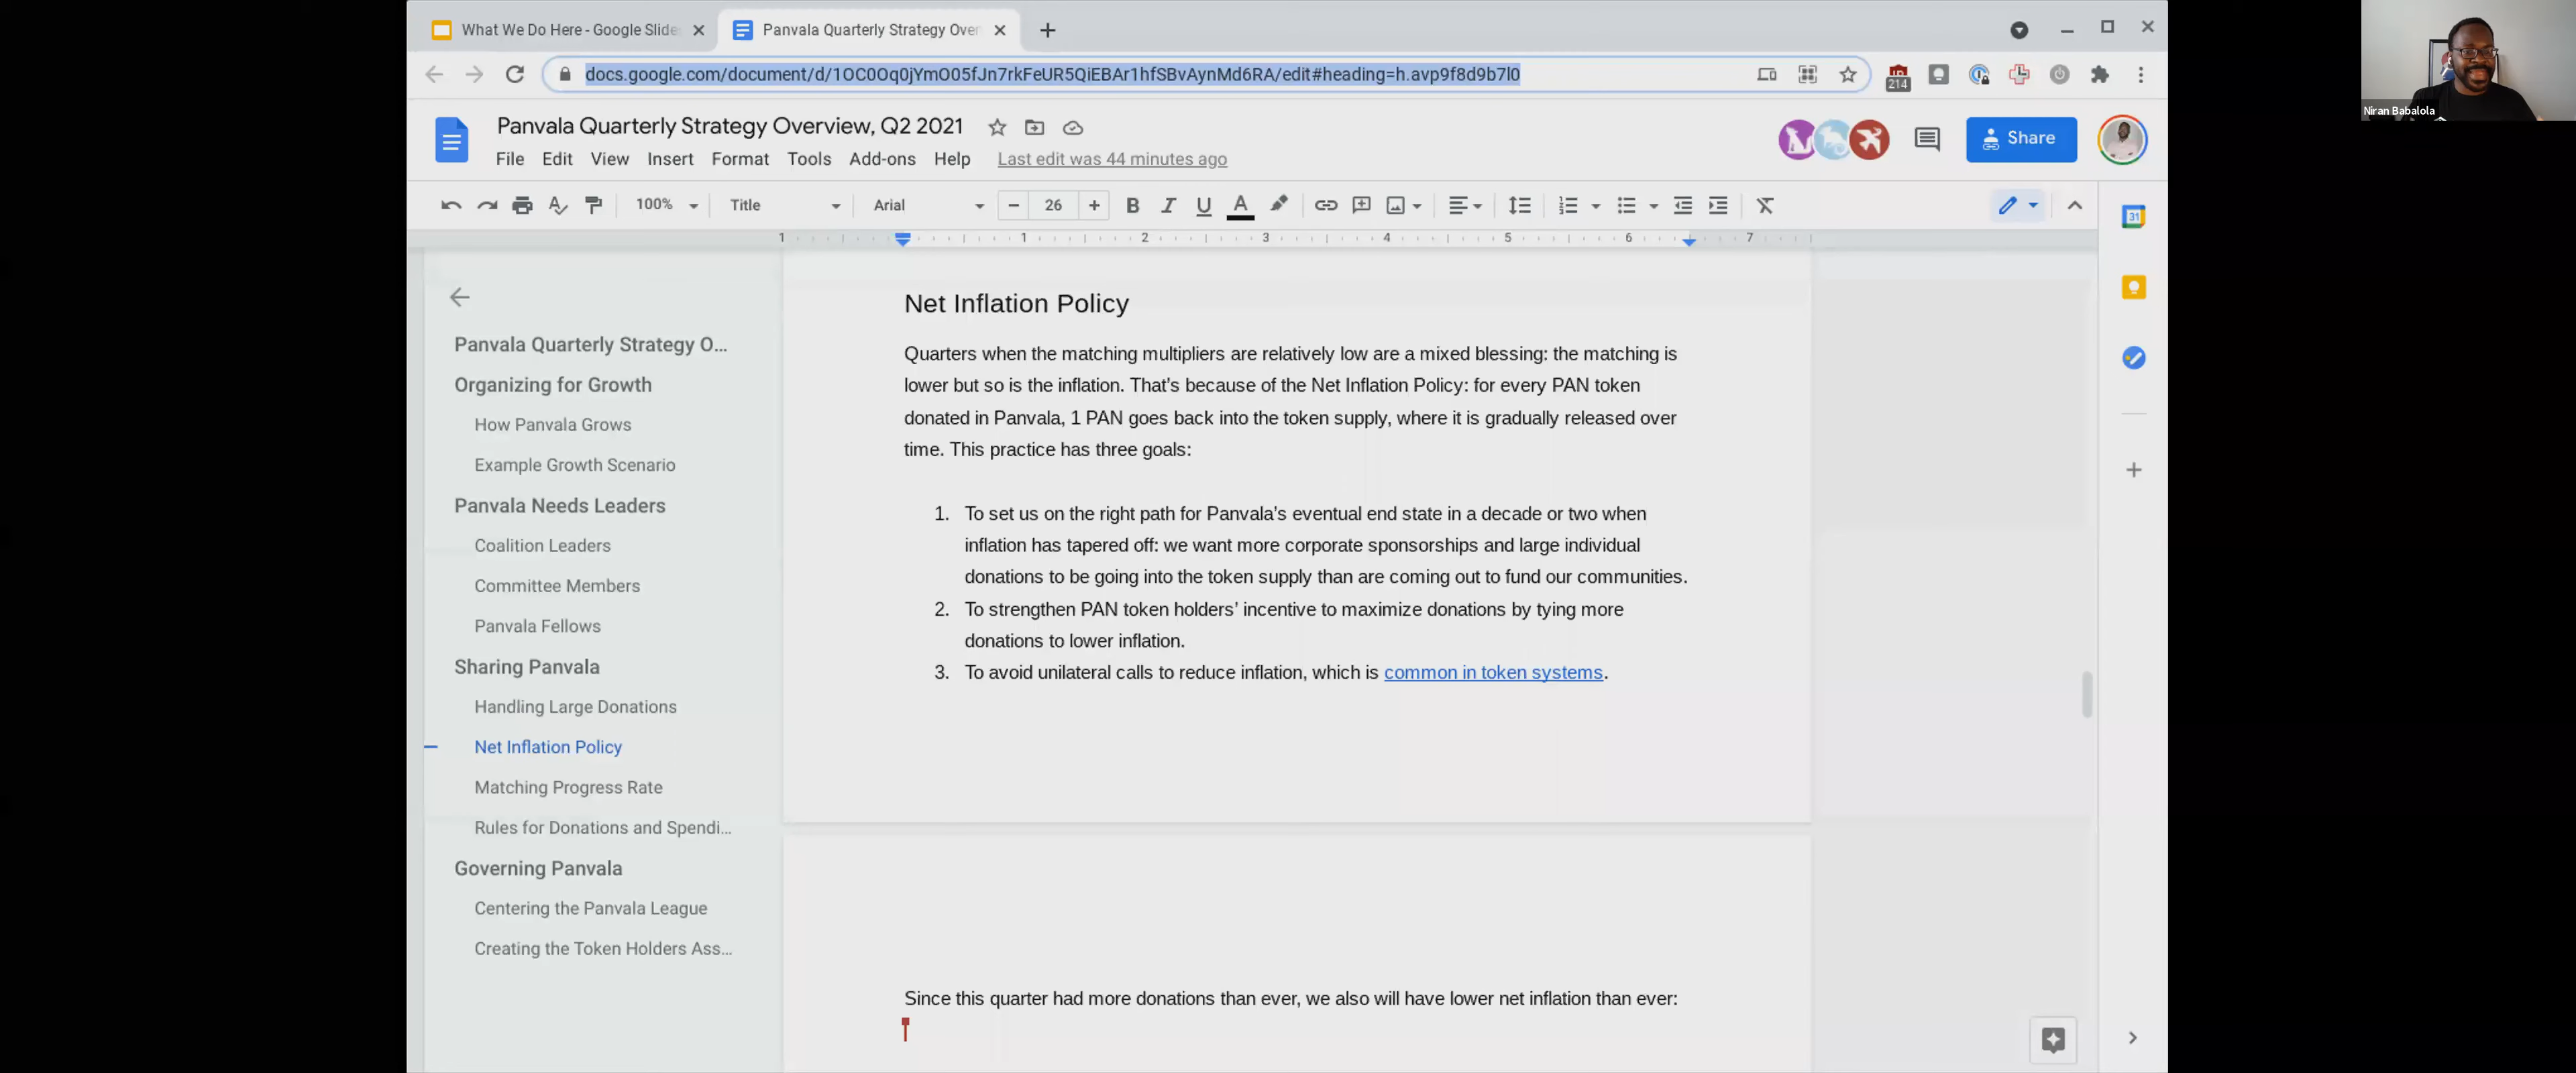 What We Do Here - Google Slide
Panvala Quarterly Strategy Over
docs.google.com/document/d/1OC0Oq0jYmO05fJn7rkFeUR5QiEBAr1hfSBvAynMd6RA/edit#heading=h.avp9f8d9b7l0
214
Niran Babalola
Panvala Quarterly Strategy Overview, Q2 2021
File Edit View Insert Format Tools Add-ons Help Last edit was 44 minutes ago
Share
100% Title Arial 26 B I U A
31
1 1 2 3 4 5 6 7
Panvala Quarterly Strategy O...
Organizing for Growth
How Panvala Grows
Example Growth Scenario
Panvala Needs Leaders
Coalition Leaders
Committee Members
Panvala Fellows
Sharing Panvala
Handling Large Donations
Net Inflation Policy
Matching Progress Rate
Rules for Donations and Spendi...
Governing Panvala
Centering the Panvala League
Creating the Token Holders Ass...
Net Inflation Policy
Quarters when the matching multipliers are relatively low are a mixed blessing: the matching is
lower but so is the inflation. That's because of the Net Inflation Policy: for every PAN token
donated in Panvala, 1 PAN goes back into the token supply, where it is gradually released over
time. This practice has three goals:
1. To set us on the right path for Panvala's eventual end state in a decade or two when
inflation has tapered off: we want more corporate sponsorships and large individual
donations to be going into the token supply than are coming out to fund our communities.
2. To strengthen PAN token holders' incentive to maximize donations by tying more
donations to lower inflation.
3. To avoid unilateral calls to reduce inflation, which is common in token systems.
Since this quarter had more donations than ever, we also will have lower net inflation than ever: